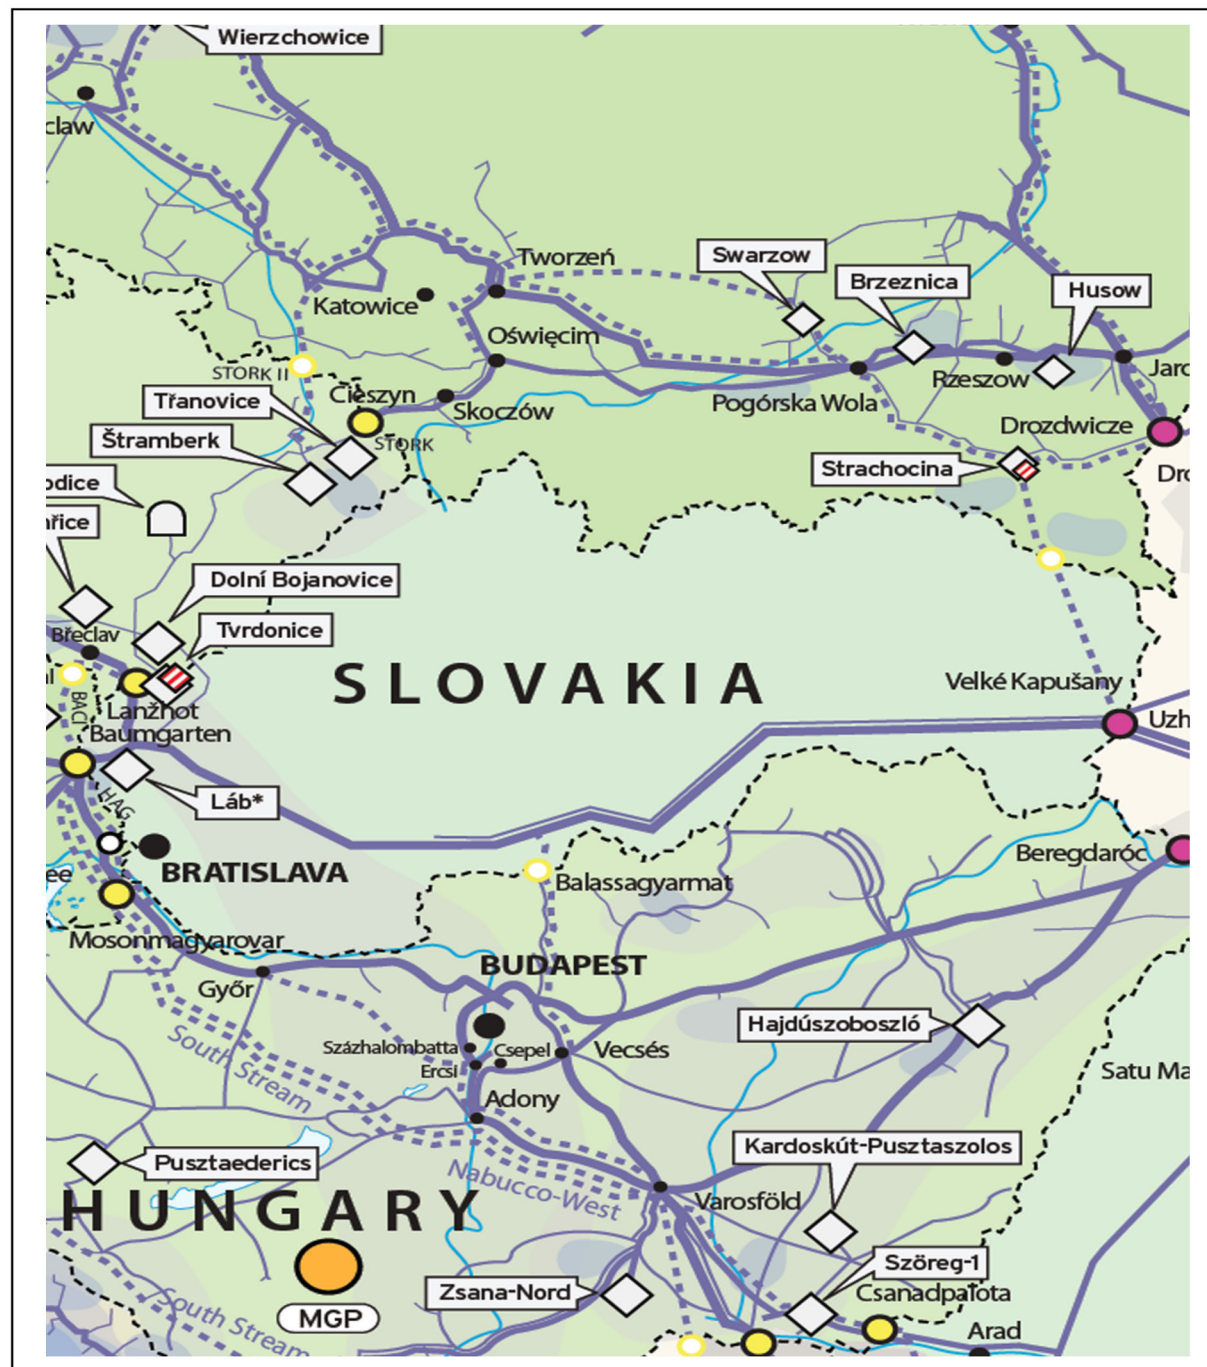 Wierzchowice
claw
Tworzeń
Swarzow
Brzeznica
Husow
Katowice
Oświęcim
STORK II
Cieszyn
Skoczów
Třanovice
STORK
Štramberk
Pogórska Wola
Rzeszow
Jaro
Drozdwicze
Strachocina
Dro
odice
řice
Dolní Bojanovice
Břeclav
Tvrdonice
al
BACI
SLOVAKIA
Velké Kapušany
Lanžhot
Baumgarten
Uzh
HAG
Láb*
BRATISLAVA
ee
Balassagyarmat
Beregdaróc
Mosonmagyarovar
BUDAPEST
Győr
Hajdúszoboszló
Százhalombatta
Csepel
Vecsés
Ercsi
South Stream
Adony
Satu Ma
Kardoskút-Pusztaszolos
Pusztaederics
Nabucco-West
Varosföld
HUNGARY
Szöreg-1
Zsana-Nord
Csanadpalota
MGP
South Stream
Arad